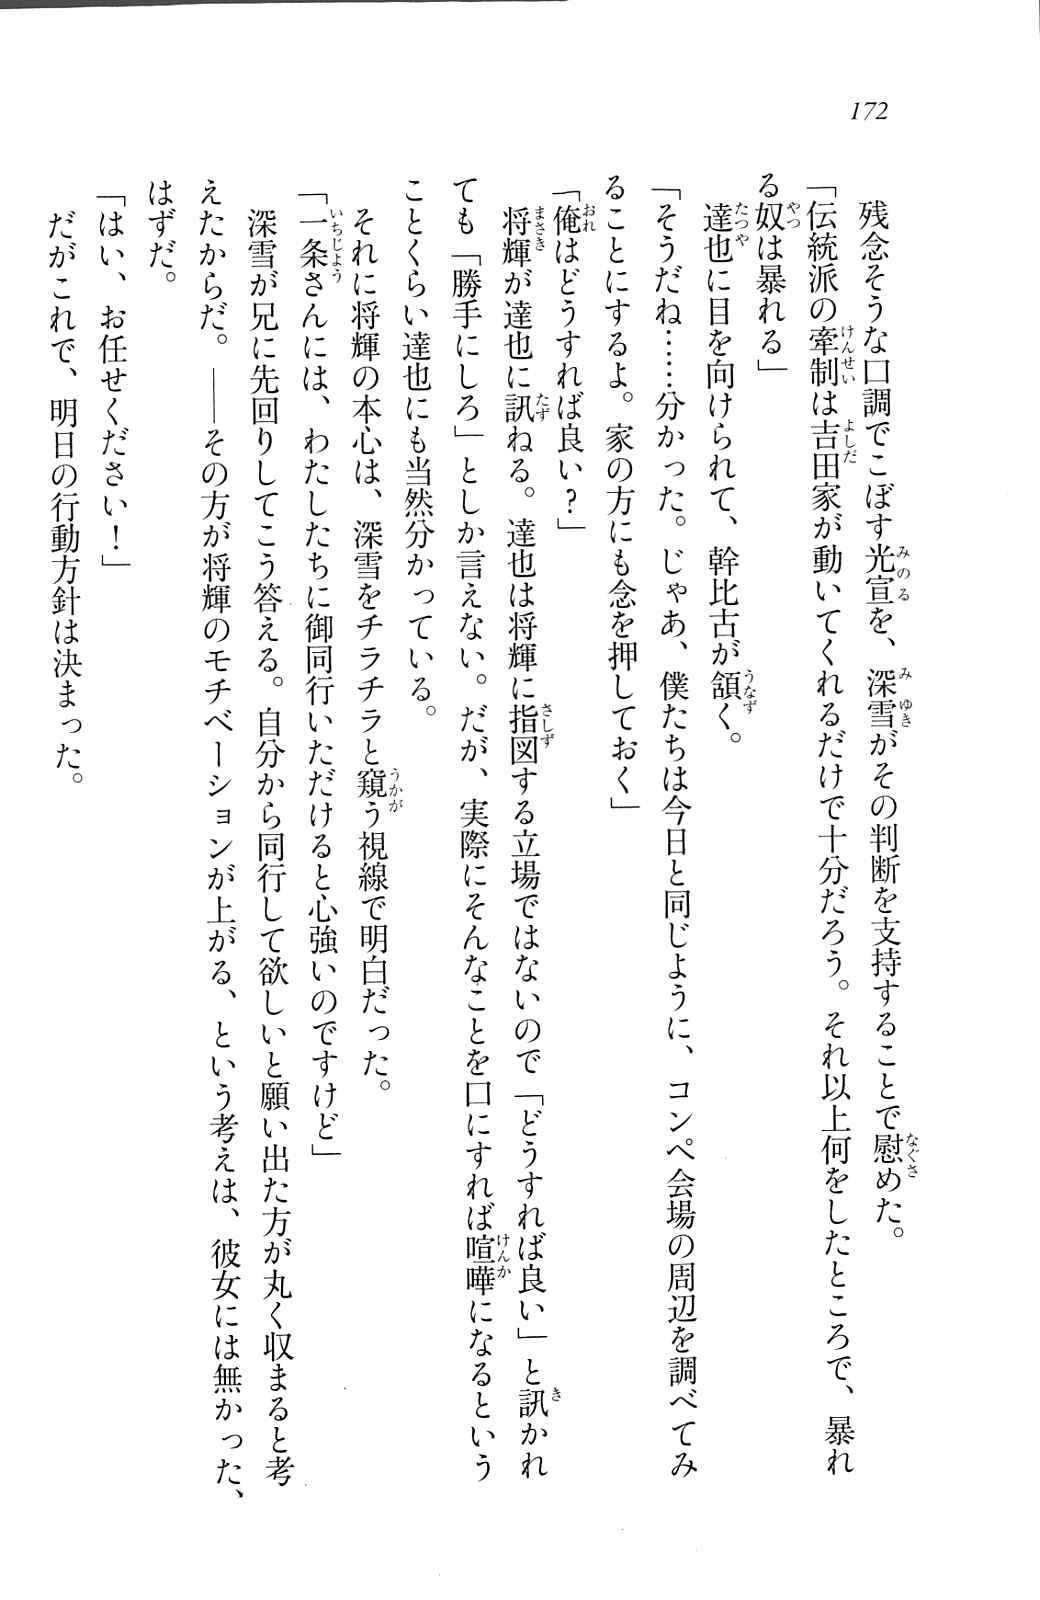 172
残念そうな口調でこぼす光宣を、深雪がその判断を支持することで慰めた。
「伝統派の牽制は吉田家が動いてくれるだけで十分だろう。それ以上何をしたところで、暴れ
る奴は暴れる」
達也に目を向けられて、幹比古が頷く。
「そうだね……分かった。じゃあ、僕たちは今日と同じように、コンペ会場の周辺を調べてみ
ることにするよ。家の方にも念を押しておく」
「俺はどうすれば良い?」
将輝が達也に訊ねる。達也は将輝に指図する立場ではないので「どうすれば良い」と訊かれ
ても「勝手にしろ」としか言えない。だが、実際にそんなことを口にすれば喧嘩になるという
ことくらい達也にも当然分かっている。
それに将輝の本心は、深雪をチラチラと窺う視線で明白だった。
「一条さんには、わたしたちに御同行いただけると心強いのですけど」
深雪が兄に先回りしてこう答える。自分から同行して欲しいと願い出た方が丸く収まると考
えたからだ。――その方が将輝のモチベーションが上がる、という考えは、彼女には無かった、
はずだ。
「はい、お任せください!」
だがこれで、明日の行動方針は決まった。